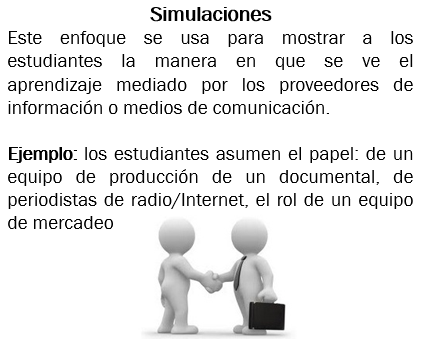 Simulaciones
Este enfoque se usa para mostrar a los
estudiantes la manera en que se ve el
aprendizaje mediado por los proveedores de
información o medios de comunicación.
Ejemplo: los estudiantes asumen el papel: de un
equipo de producción de un documental, de
periodistas de radio/Internet, el rol de un equipo
de mercadeo